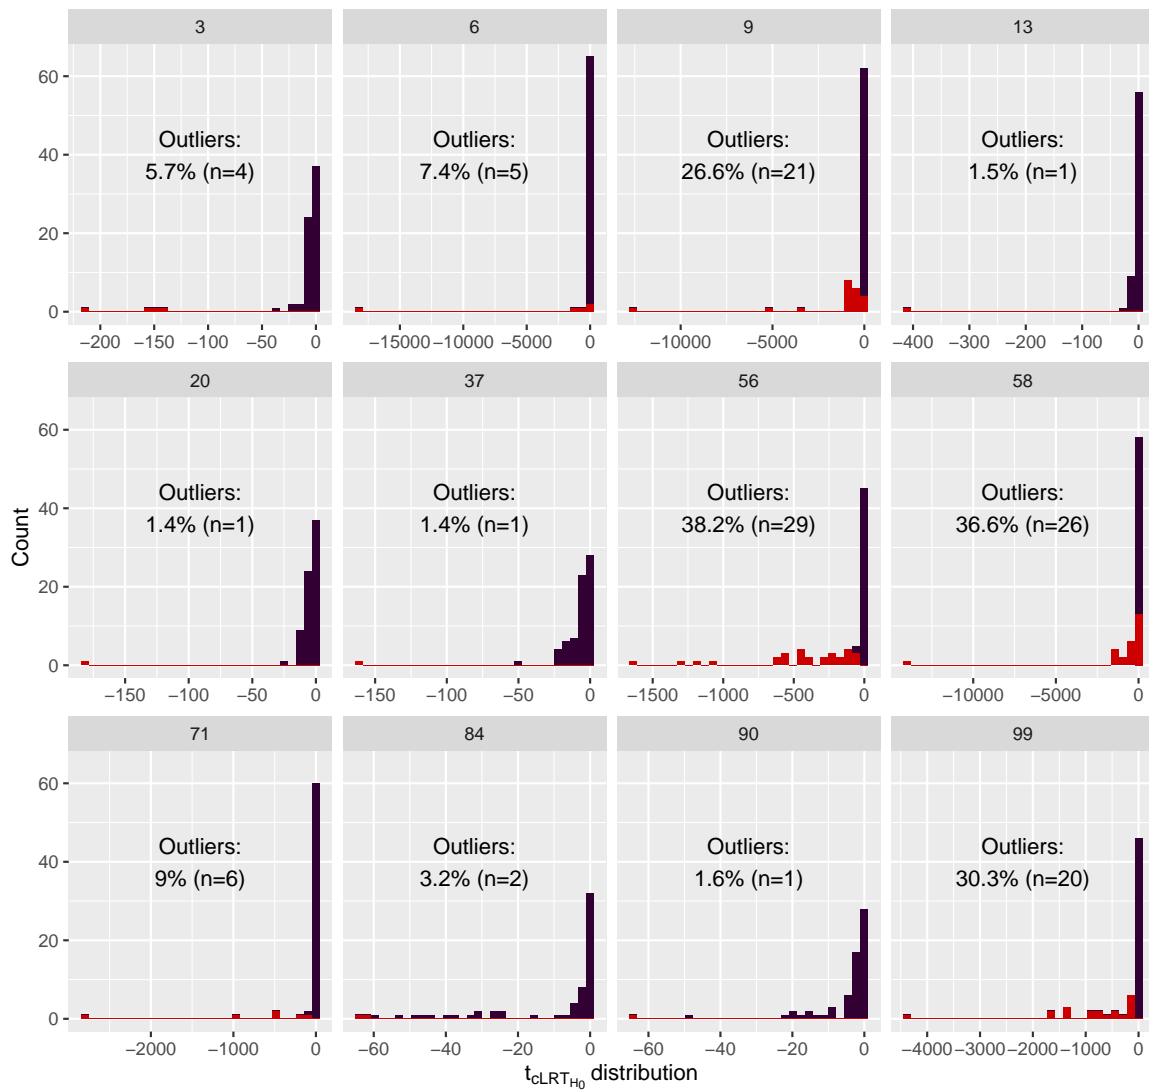 3 6 9 13
60
Outliers: Outliers: Outliers: Outliers:
40
5.7% (n=4) 7.4% (n=5) 26.6% (n=21) 1.5% (n=1)
20
0
−200 −150 −100 −50 0 −15000 −10000 −5000 0 −10000 −5000 0 −400 −300 −200 −100 0
20 37 56 58
60
Outliers: Outliers: Outliers: Outliers:
40
1.4% (n=1) 1.4% (n=1) 38.2% (n=29) 36.6% (n=26)
Count
20
0
−150 −100 −50 0 −150 −100 −50 0 −1500 −1000 −500 0 −10000 −5000 0
71 84 90 99
60
Outliers: Outliers: Outliers: Outliers:
40
9% (n=6) 3.2% (n=2) 1.6% (n=1) 30.3% (n=20)
20
0
−2000 −1000 0 −60 −40 −20 0 −60 −40 −20 0 −4000 −3000 −2000 −1000 0
tcLRTH0 distribution